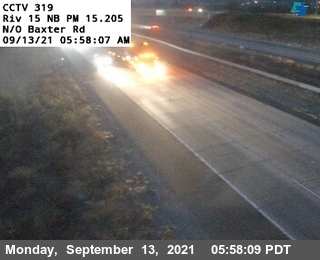 CCTV 319
Riv 15 NB PM 15.205
N/O Baxter Rd
09/13/21 05:58:07 AM
Monday, September 13, 2021 05:58:09 PDT